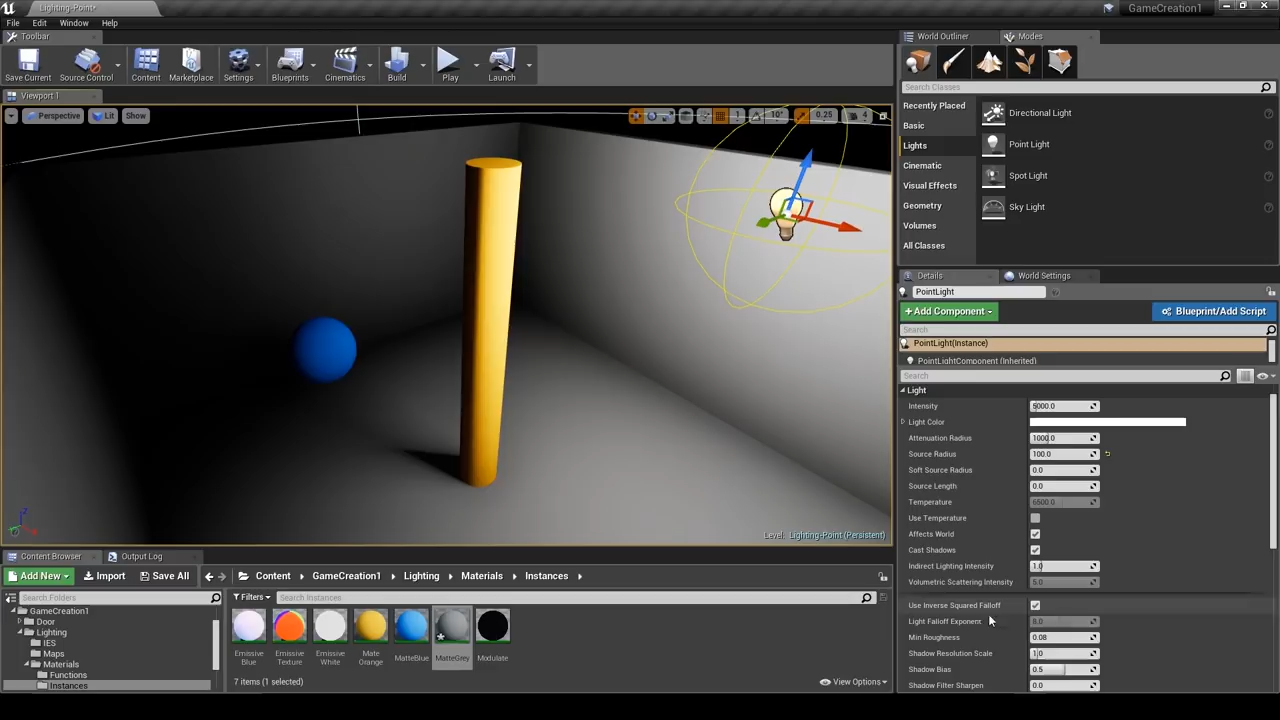 Lighting-Point*
GameCreation1
File Edit Window Help
Toolbar
World Outliner
Modes
Save Current
Source Control
Content
Marketplace
Settings
Blueprints
Cinematics
Build
Play
Launch
Search Classes
Viewport 1
Perspective
Lit
Show
10°
0.25
4
Recently Placed
Basic
Lights
Cinematic
Visual Effects
Geometry
Volumes
All Classes
Directional Light
Point Light
Spot Light
Sky Light
Details
World Settings
PointLight
+ Add Component
Blueprint/Add Script
Search
PointLight(Instance)
PointLightComponent (Inherited)
Search
Light
Intensity 5000.0
Light Color
Attenuation Radius 1000.0
Source Radius 100.0
Soft Source Radius 0.0
Source Length 0.0
Temperature 6500.0
Use Temperature
Affects World
Cast Shadows
Indirect Lighting Intensity 1.0
Volumetric Scattering Intensity 5.0
Use Inverse Squared Falloff
Light Falloff Exponent 8.0
Min Roughness 0.08
Shadow Resolution Scale 1.0
Shadow Bias 0.5
Shadow Filter Sharpen 0.0
Level: Lighting-Point (Persistent)
Content Browser
Output Log
Add New
Import
Save All
Content
GameCreation1
Lighting
Materials
Instances
Search Folders
Filters
Search Instances
GameCreation1
Door
Lighting
IES
Maps
Materials
Functions
Instances
Emissive Blue
Emissive Texture
Emissive White
Mate Orange
MatteBlue
MatteGrey
Modulate
7 items (1 selected)
View Options